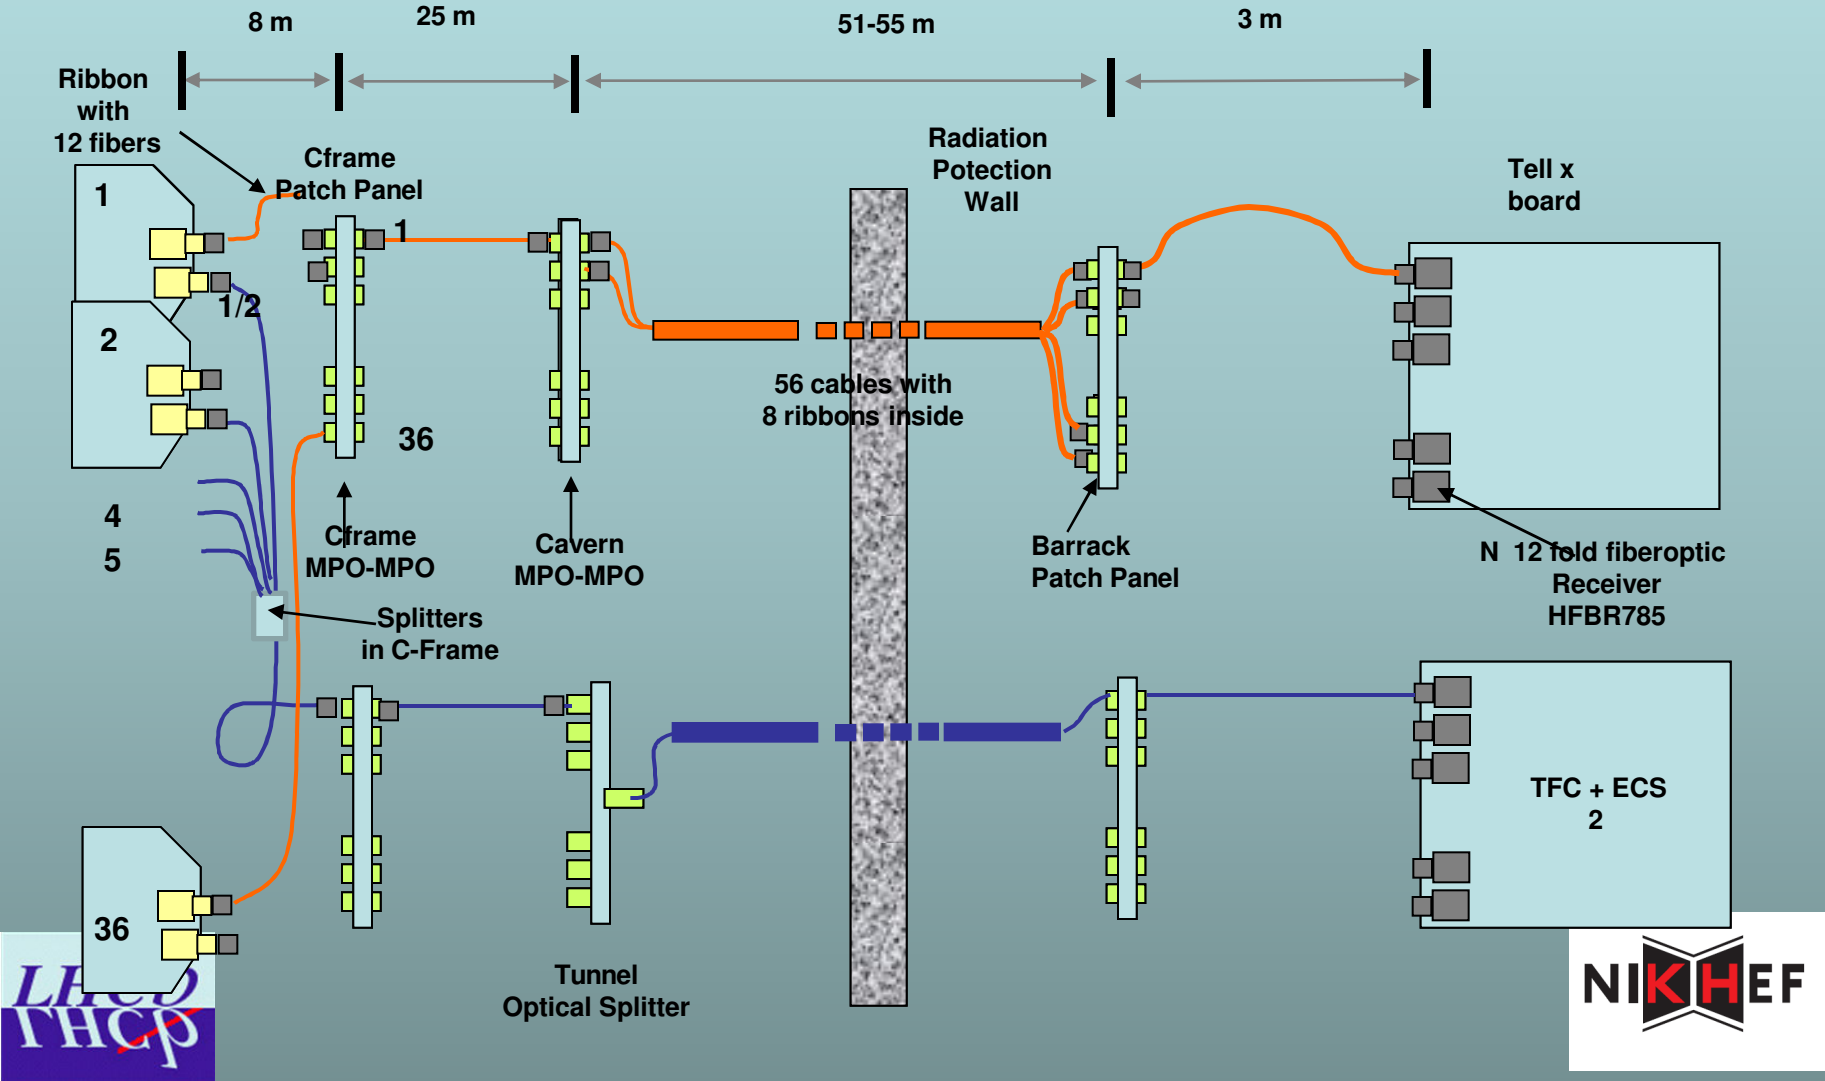 8 m
25 m
51-55 m
3 m
Ribbon
with
12 fibers
Cframe
Patch Panel
Radiation
Potection
Wall
Tell x
board
1
1
1/2
2
56 cables with
8 ribbons inside
36
4
5
Cframe
MPO-MPO
Cavern
MPO-MPO
Barrack
Patch Panel
N 12 fold fiberoptic
Receiver
HFBR785
Splitters
in C-Frame
TFC + ECS
2
36
Tunnel
Optical Splitter
LHCb
LHCb
NIKHEF